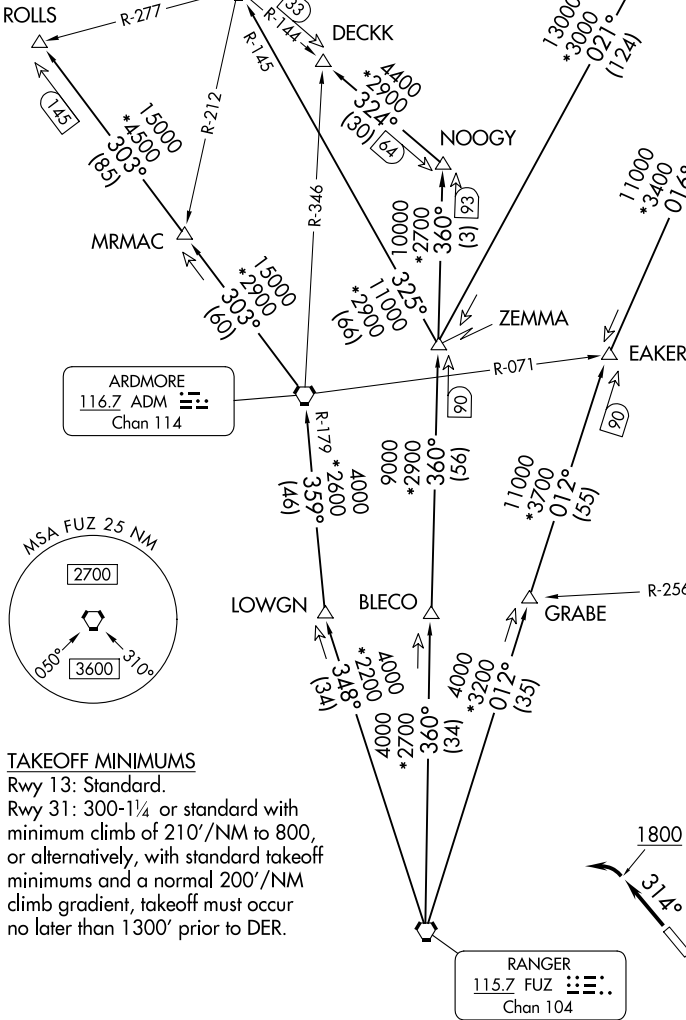 ROLLS
R-277
33
R-144
DECKK
R-145
13000
*3000
021°
(124)
145
15000
*4500
303°
(85)
R-212
4400
*2900
324°
(30)
64
NOOGY
R-346
93
11000
*3400
016°
MRMAC
10000
*2700
360°
(3)
15000
*2900
303°
(60)
325°
11000
*2900
(66)
ZEMMA
EAKER
R-071
ARDMORE
116.7 ADM
Chan 114
90
90
R-179
4000
*2600
359°
(46)
9000
*2900
360°
(56)
11000
*3700
012°
(55)
MSA FUZ 25 NM
2700
050°
310°
3600
LOWGN
BLECO
R-256
GRABE
4000
*2200
348°
(34)
4000
*2700
360°
(34)
4000
*3200
012°
(35)
TAKEOFF MINIMUMS
Rwy 13: Standard.
Rwy 31: 300-1¼ or standard with
minimum climb of 210'/NM to 800,
or alternatively, with standard takeoff
minimums and a normal 200'/NM
climb gradient, takeoff must occur
no later than 1300' prior to DER.
1800
314°
RANGER
115.7 FUZ
Chan 104